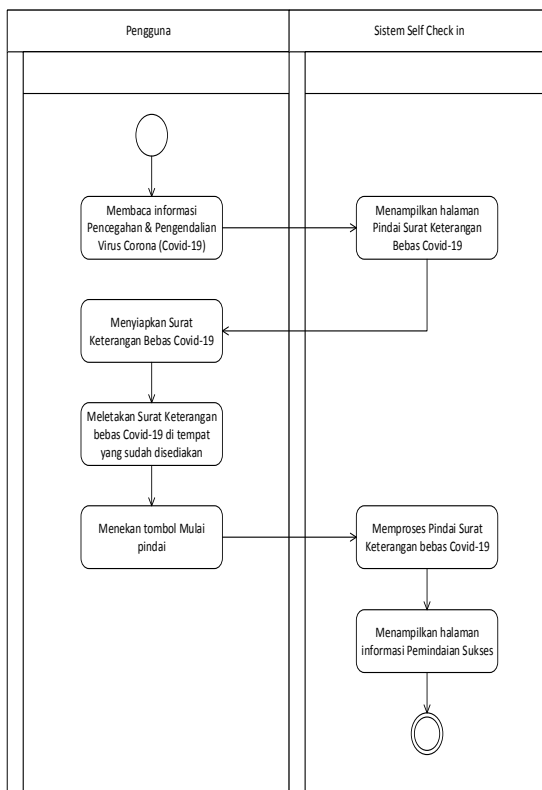 Pengguna
Sistem Self Check in
Membaca informasi
Pencegahan & Pengendalian
Virus Corona (Covid-19)
Menampilkan halaman
Pindai Surat Keterangan
Bebas Covid-19
Menyiapkan Surat
Keterangan Bebas Covid-19
Meletakan Surat Keterangan
bebas Covid-19 di tempat
yang sudah disediakan
Menekan tombol Mulai
pindai
Memproses Pindai Surat
Keterangan bebas Covid-19
Menampilkan halaman
informasi Pemindaian Sukses